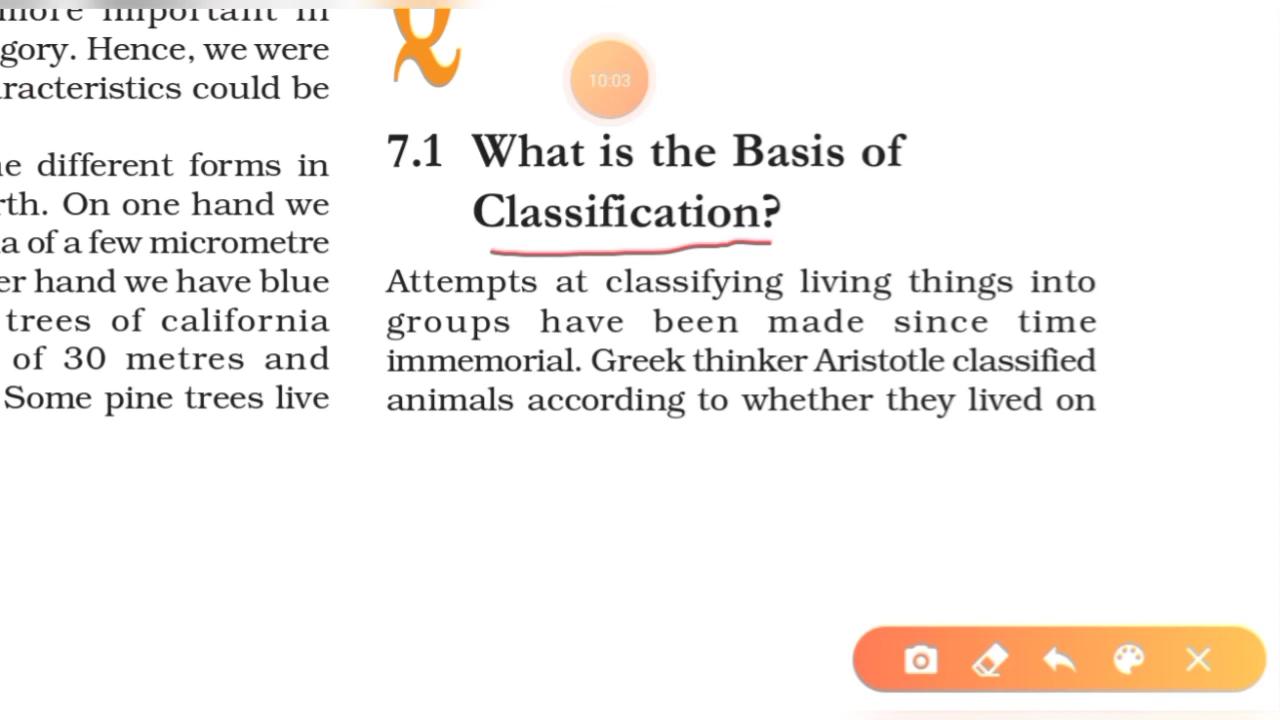 more important in
gory. Hence, we were
racteristics could be
e different forms in
rth. On one hand we
a of a few micrometre
er hand we have blue
trees of california
of 30 metres and
Some pine trees live
Q
10:03
7.1 What is the Basis of
Classification?
Attempts at classifying living things into
groups have been made since time
immemorial. Greek thinker Aristotle classified
animals according to whether they lived on